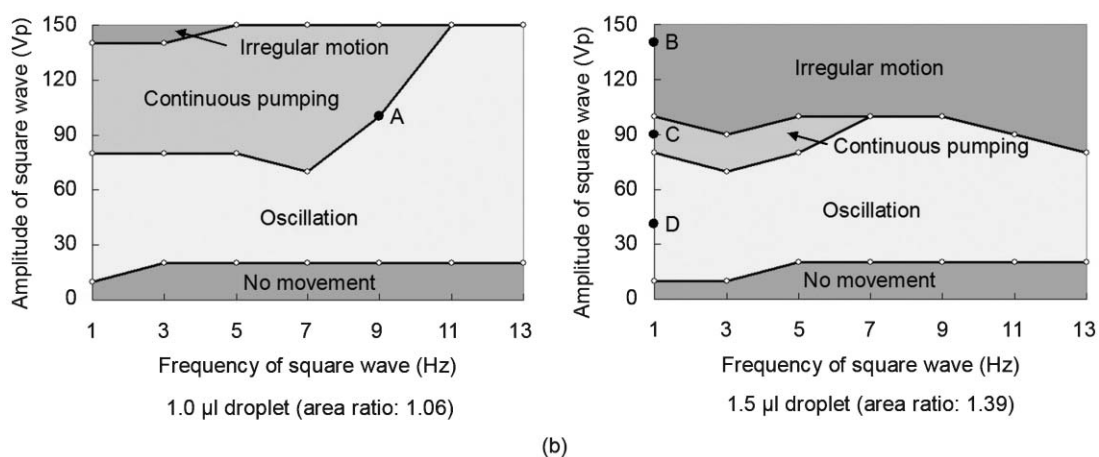 Amplitude of square wave (Vp)
150
120
90
60
30
0
Irregular motion
Continuous pumping
A
Oscillation
No movement
1 3 5 7 9 11 13
Frequency of square wave (Hz)
1.0 µl droplet (area ratio: 1.06)
Amplitude of square wave (Vp)
150
120
90
60
30
0
B
Irregular motion
C
Continuous pumping
D
Oscillation
No movement
1 3 5 7 9 11 13
Frequency of square wave (Hz)
1.5 µl droplet (area ratio: 1.39)
(b)